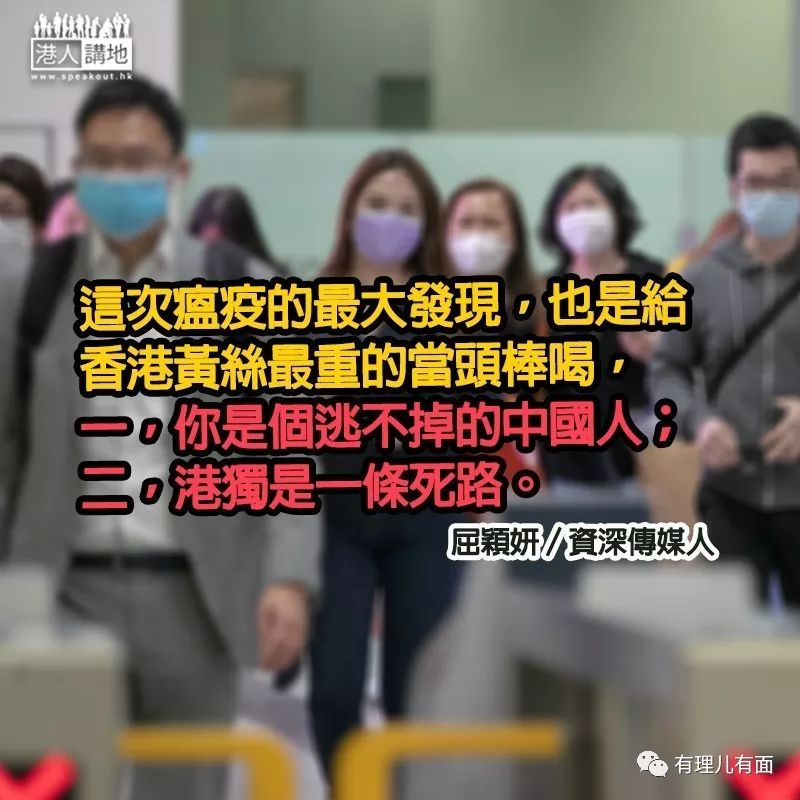 港人講地
www.speakout.hk
這次瘟疫的最大發現，也是給
香港黃絲最重的當頭棒喝，
一，你是個逃不掉的中國人；
二，港獨是一條死路。
屈穎妍／資深傳媒人
有理儿有面